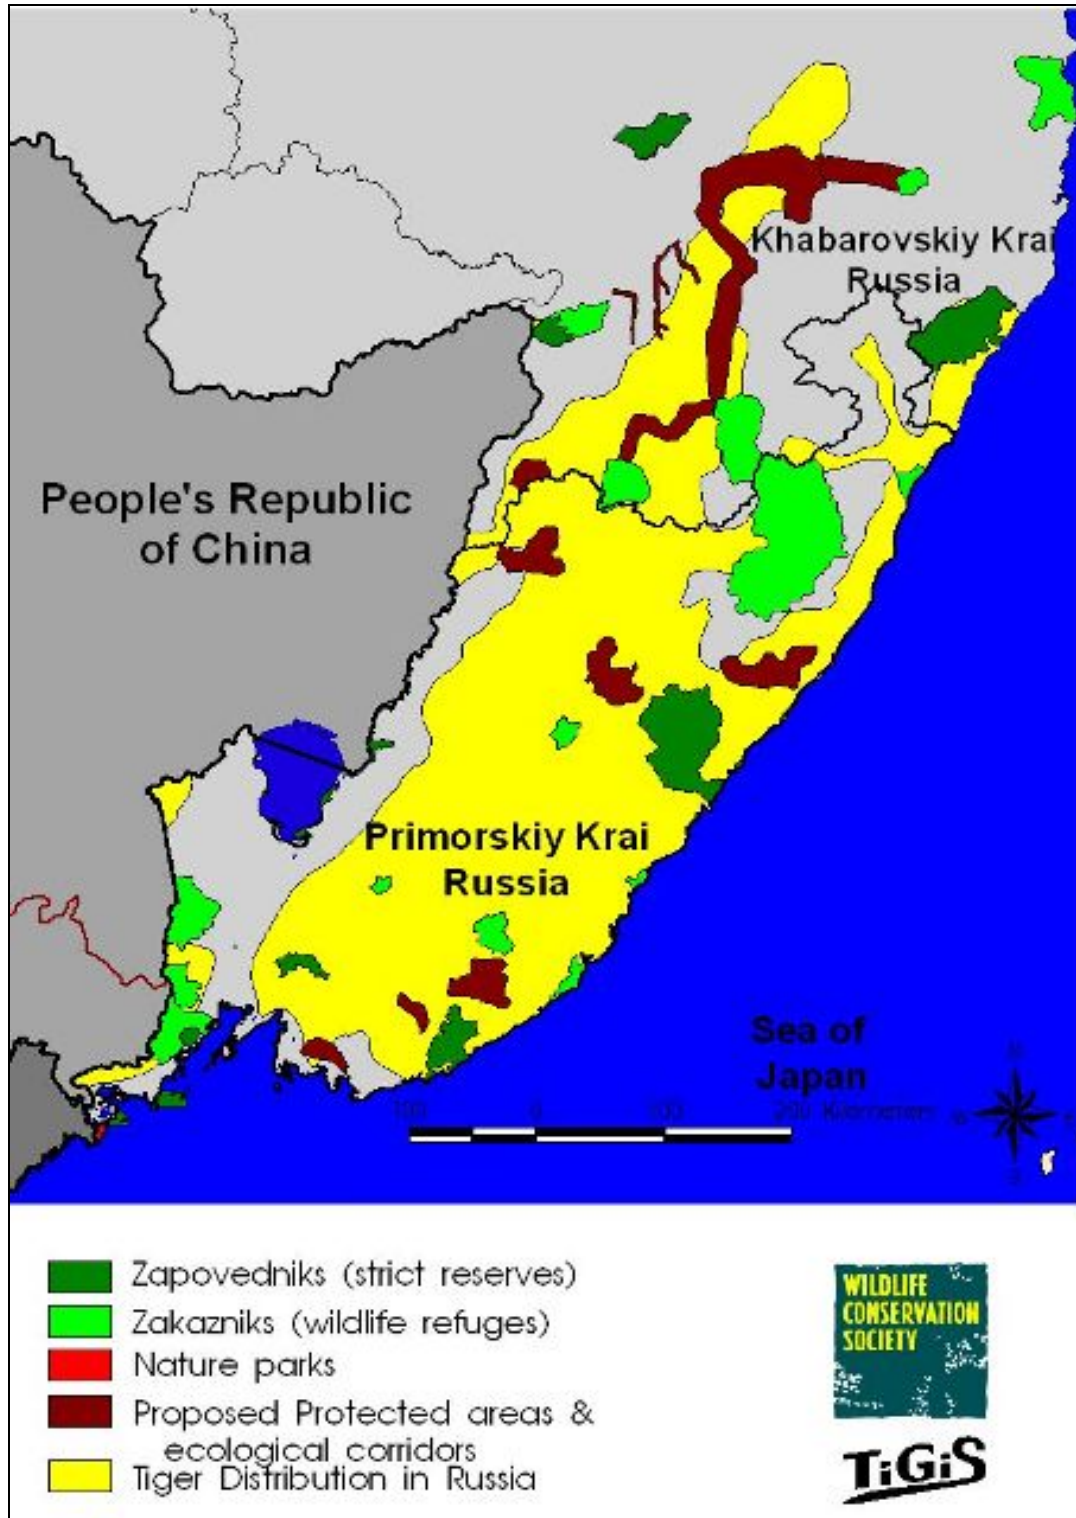 Khabarovskiy Krai
Russia
People's Republic
of China
Primorskiy Krai
Russia
Sea of
Japan
100 0 100 200 Kilometers
Zapovedniks (strict reserves)
Zakazniks (wildlife refuges)
Nature parks
Proposed Protected areas &
ecological corridors
Tiger Distribution in Russia
WILDLIFE
CONSERVATION
SOCIETY
TiGiS